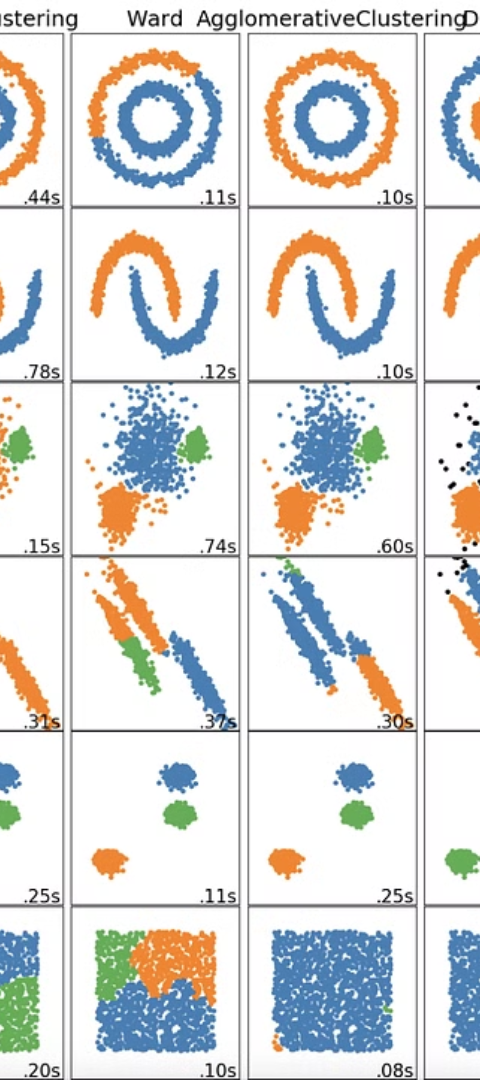 stering Ward AgglomerativeClustering D
.44s .11s .10s
.78s .12s .10s
.15s .74s .60s
.31s .37s .30s
.25s .11s .25s
.20s .10s .08s